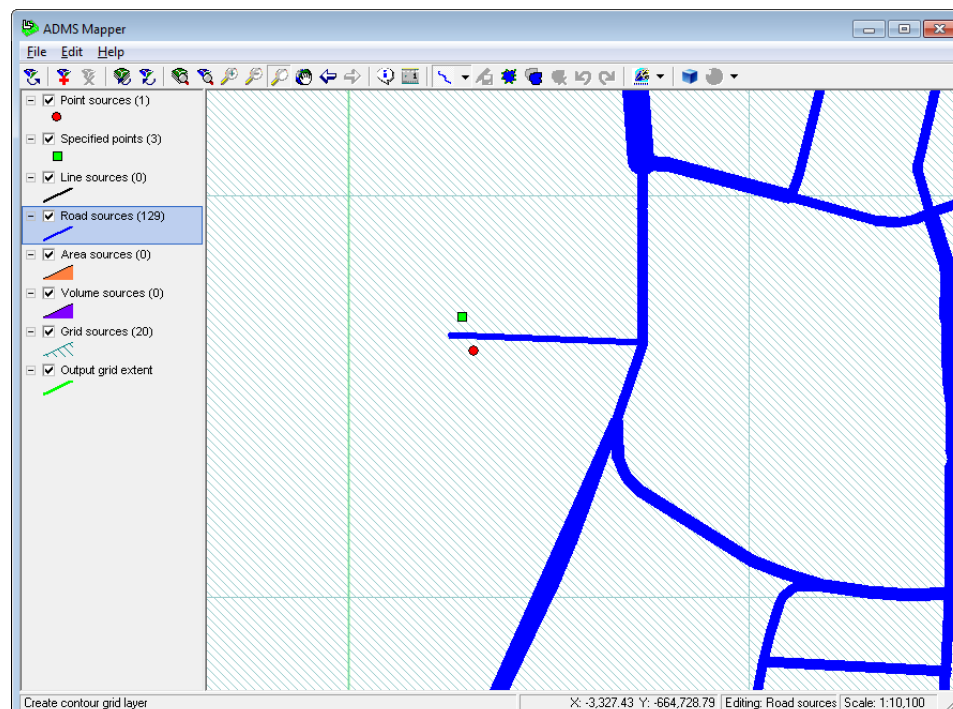 ADMS Mapper
File Edit Help
Point sources (1)
Specified points (3)
Line sources (0)
Road sources (129)
Area sources (0)
Volume sources (0)
Grid sources (20)
Output grid extent
Create contour grid layer X: -3,327.43 Y: -664,728.79 Editing: Road sources Scale: 1:10,100